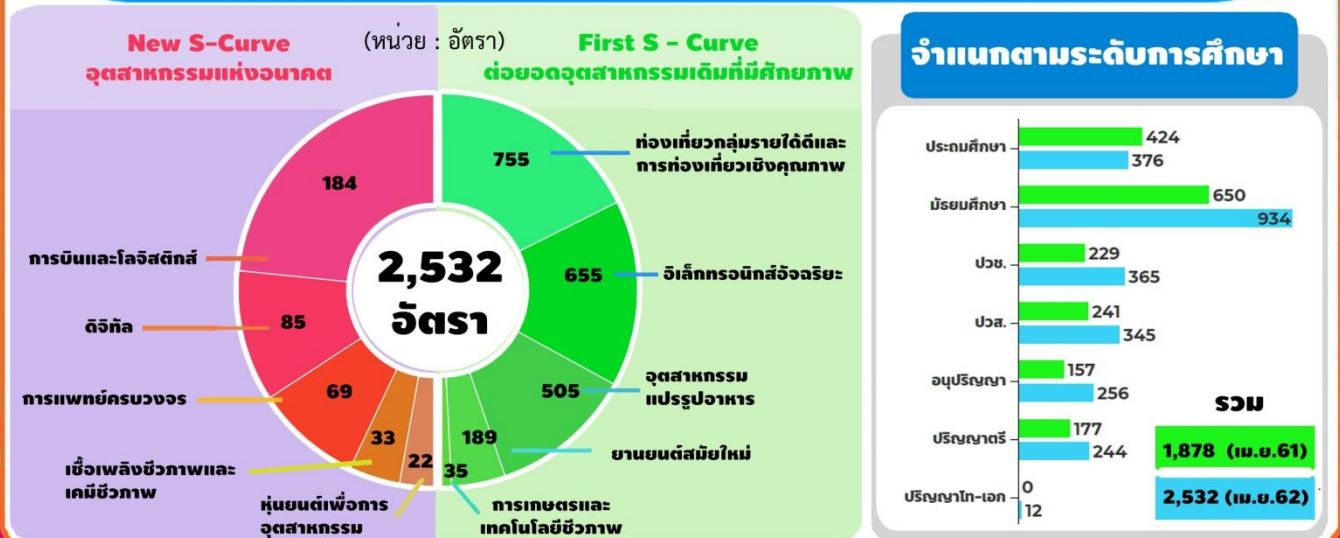 New S-Curve
อุตสาหกรรมแห่งอนาคต
(หน่วย : อัตรา)
First S - Curve
ต่อยอดอุตสาหกรรมเดิมที่มีศักยภาพ
184
85
69
33
22
755
655
505
189
35
2,532
อัตรา
การบินและโลจิสติกส์
ดิจิทัล
การแพทย์ครบวงจร
เชื้อเพลิงชีวภาพและ
เคมีชีวภาพ
หุ่นยนต์เพื่อการ
อุตสาหกรรม
ท่องเที่ยวกลุ่มรายได้ดีและ
การท่องเที่ยวเชิงคุณภาพ
อิเล็กทรอนิกส์อัจฉริยะ
อุตสาหกรรม
แปรรูปอาหาร
ยานยนต์สมัยใหม่
การเกษตรและ
เทคโนโลยีชีวภาพ
จำแนกตามระดับการศึกษา
ประถมศึกษา
424
376
มัธยมศึกษา
650
934
ปวช.
229
365
ปวส.
241
345
อนุปริญญา
157
256
ปริญญาตรี
177
244
ปริญญาโท-เอก
0
12
รวม
1,878 (เม.ย.61)
2,532 (เม.ย.62)